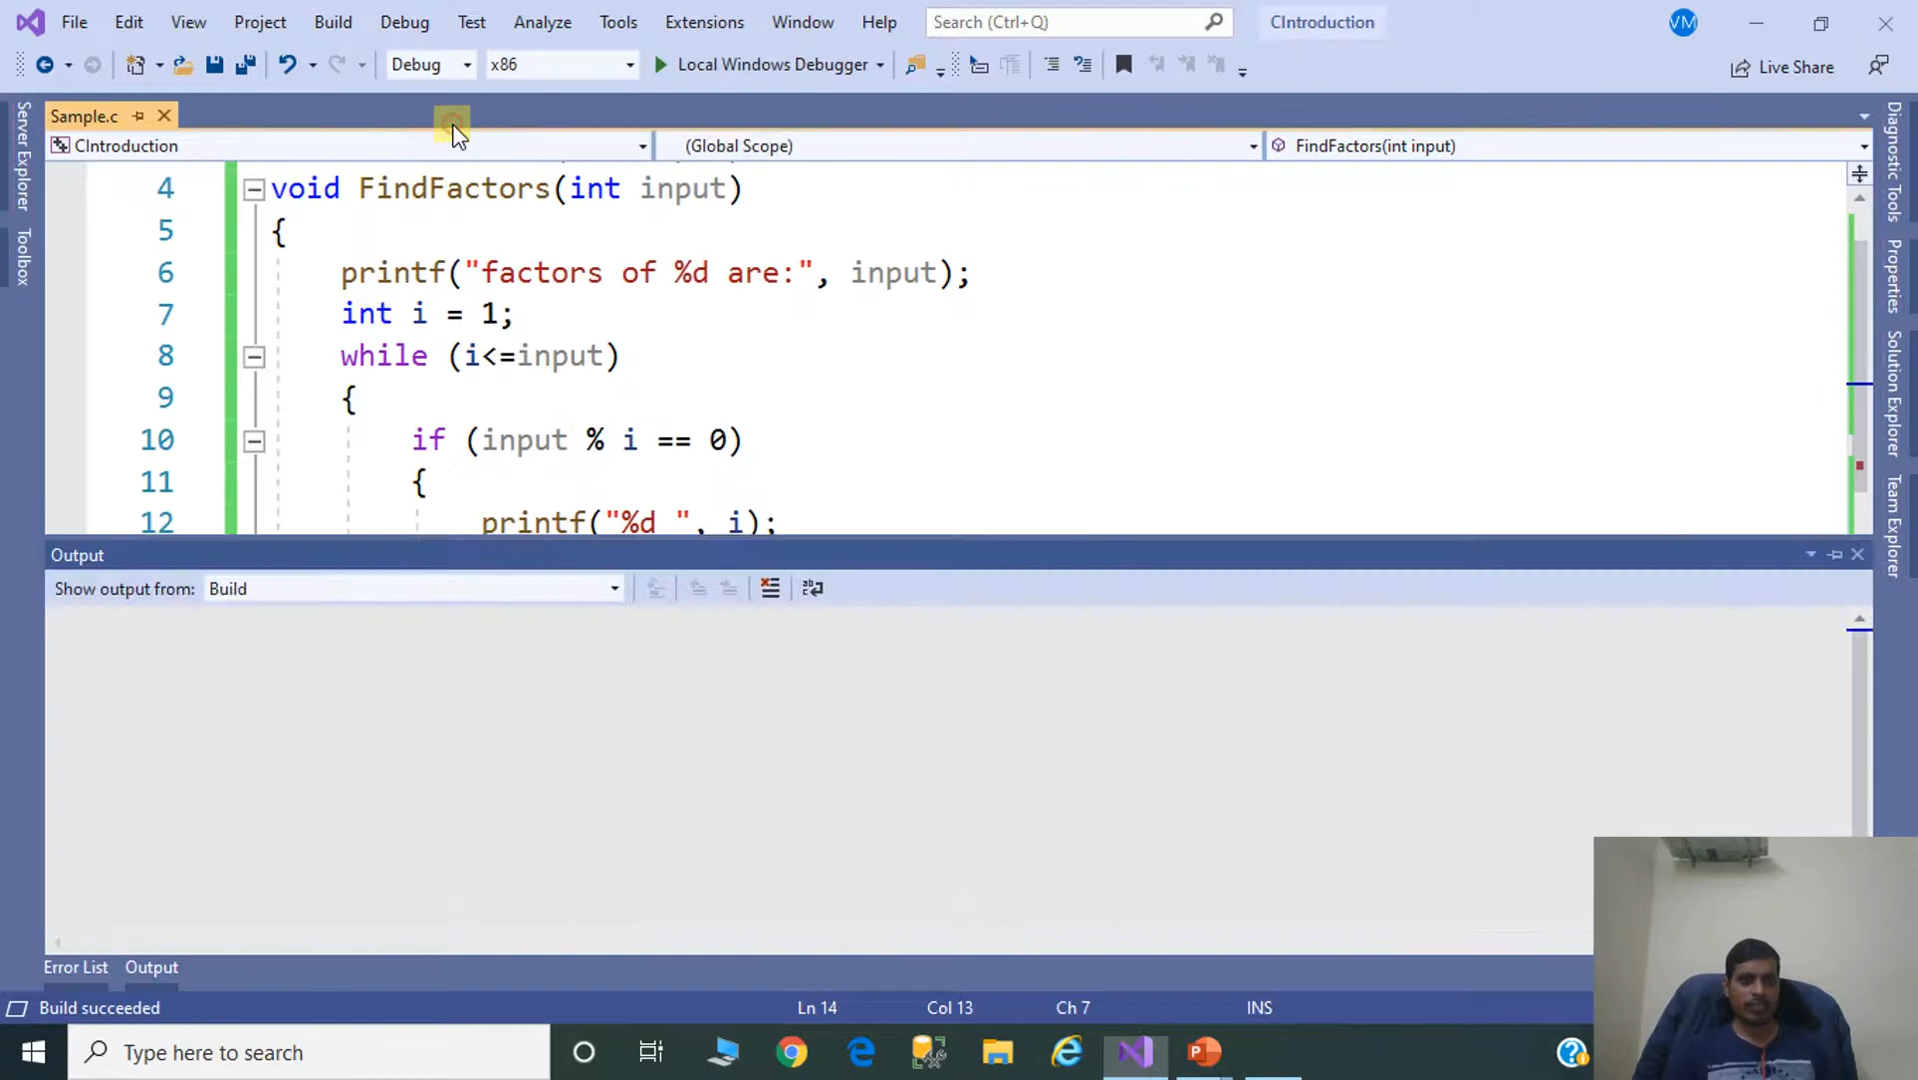 File Edit View Project Build Debug Test Analyze Tools Extensions Window Help Search (Ctrl+Q) CIntroduction VM
Debug x86 Local Windows Debugger Live Share
Sample.c
CIntroduction (Global Scope) FindFactors(int input)
4 void FindFactors(int input)
5 {
6 printf("factors of %d are:", input);
7 int i = 1;
8 while (i<=input)
9 {
10 if (input % i == 0)
11 {
12 printf("%d ", i);
Server Explorer
Toolbox
Diagnostic Tools
Properties
Solution Explorer
Team Explorer
Output
Show output from: Build
Error List Output
Build succeeded Ln 14 Col 13 Ch 7 INS
Type here to search